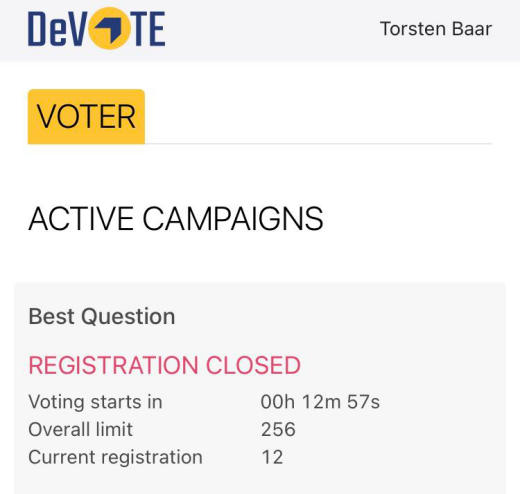 DeVOTE
Torsten Baar
VOTER
ACTIVE CAMPAIGNS
Best Question
REGISTRATION CLOSED
Voting starts in 00h 12m 57s
Overall limit 256
Current registration 12